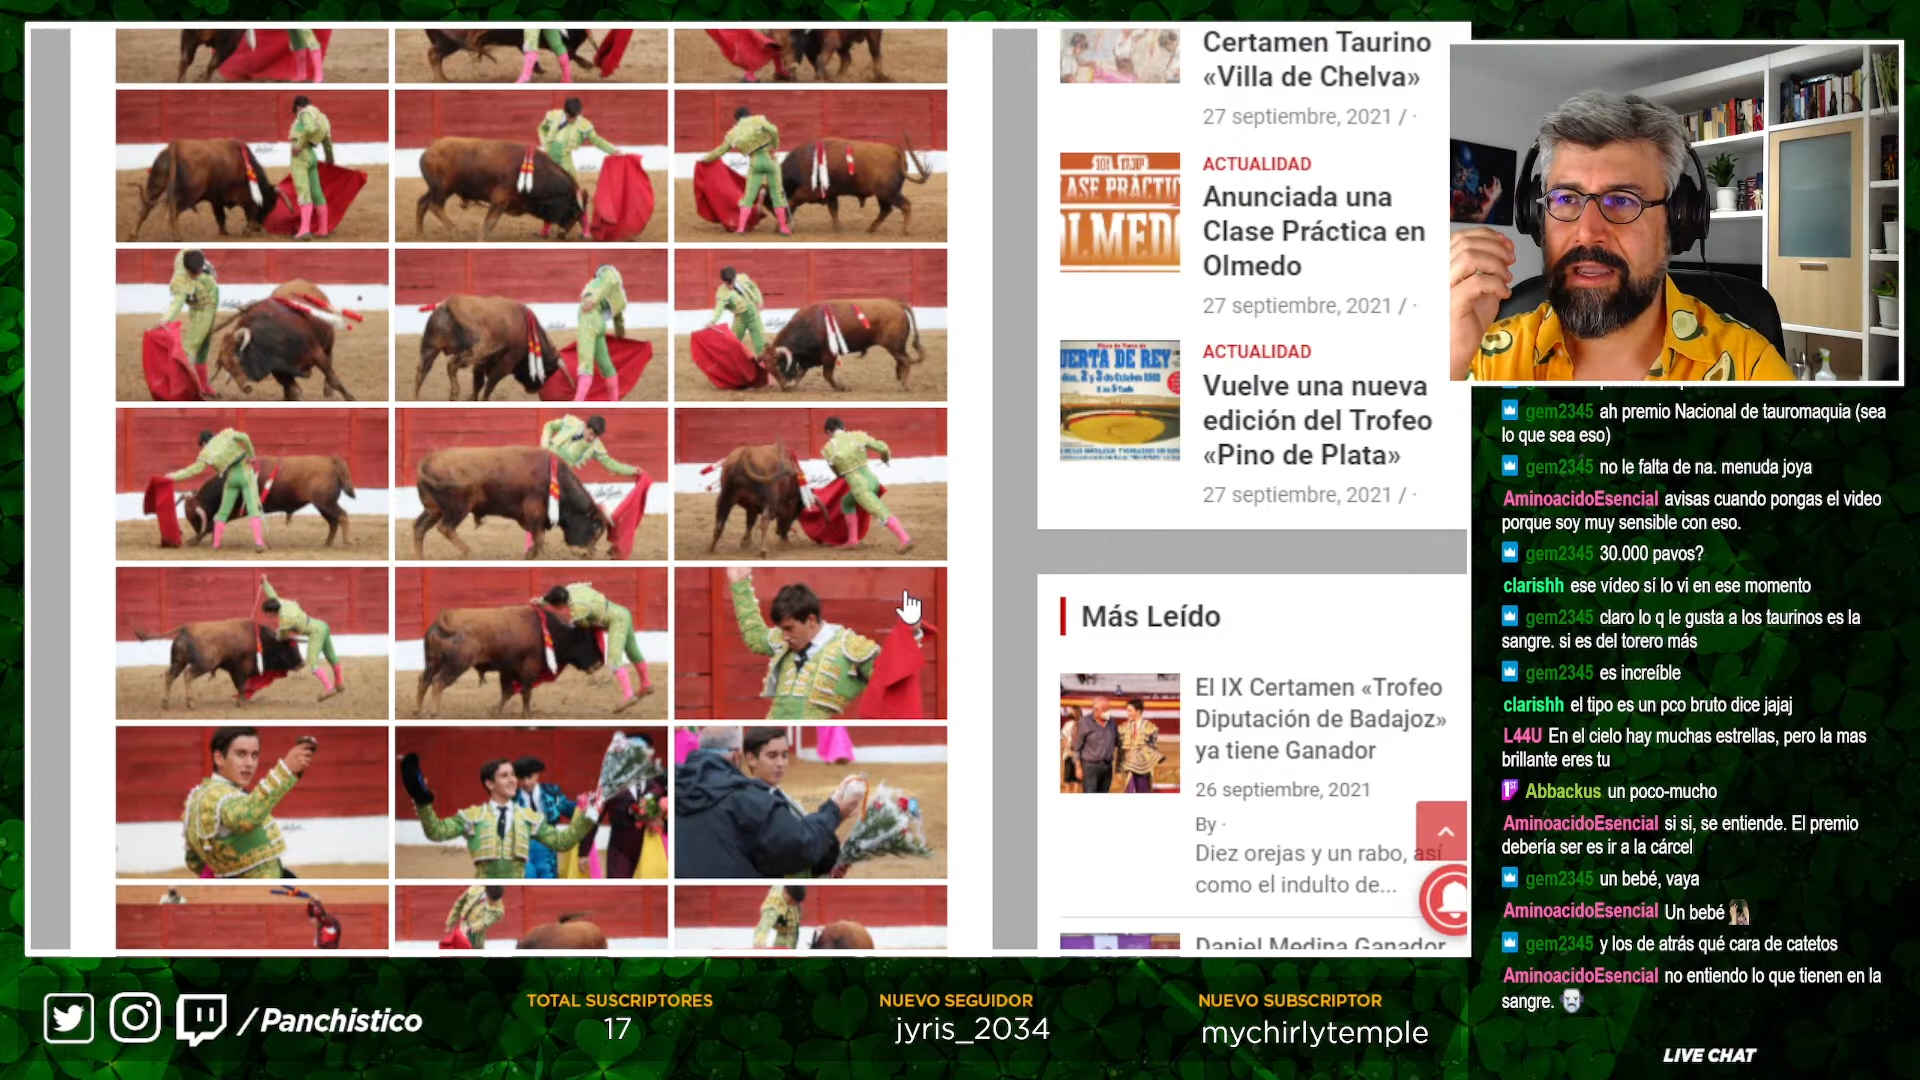 Certamen Taurino
«Villa de Chelva»
27 septiembre, 2021 / ·
ACTUALIDAD
Anunciada una
Clase Práctica en
Olmedo
27 septiembre, 2021 / ·
ACTUALIDAD
Vuelve una nueva
edición del Trofeo
«Pino de Plata»
27 septiembre, 2021 / ·
LASE PRÁCTIC
OLMEDO
UERTA DE REY
Más Leído
El IX Certamen «Trofeo
Diputación de Badajoz»
ya tiene Ganador
26 septiembre, 2021
By ·
Diez orejas y un rabo, así
como el indulto de...
Daniel Medina Ganador
gem2345 ah premio Nacional de tauromaquia (sea
lo que sea eso)
gem2345 no le falta de na. menuda joya
AminoacidoEsencial avisas cuando pongas el video
porque soy muy sensible con eso.
gem2345 30.000 pavos?
clarishh ese vídeo sí lo vi en ese momento
gem2345 claro lo q le gusta a los taurinos es la
sangre. si es del torero más
gem2345 es increíble
clarishh el tipo es un pco bruto dice jajaj
L44U En el cielo hay muchas estrellas, pero la mas
brillante eres tu
1ST Abbackus un poco-mucho
AminoacidoEsencial si si, se entiende. El premio
debería ser es ir a la cárcel
gem2345 un bebé, vaya
AminoacidoEsencial Un bebé
gem2345 y los de atrás qué cara de catetos
AminoacidoEsencial no entiendo lo que tienen en la
sangre.
LIVE CHAT
/Panchistico
TOTAL SUSCRIPTORES
17
NUEVO SEGUIDOR
jyris_2034
NUEVO SUBSCRIPTOR
mychirlytemple